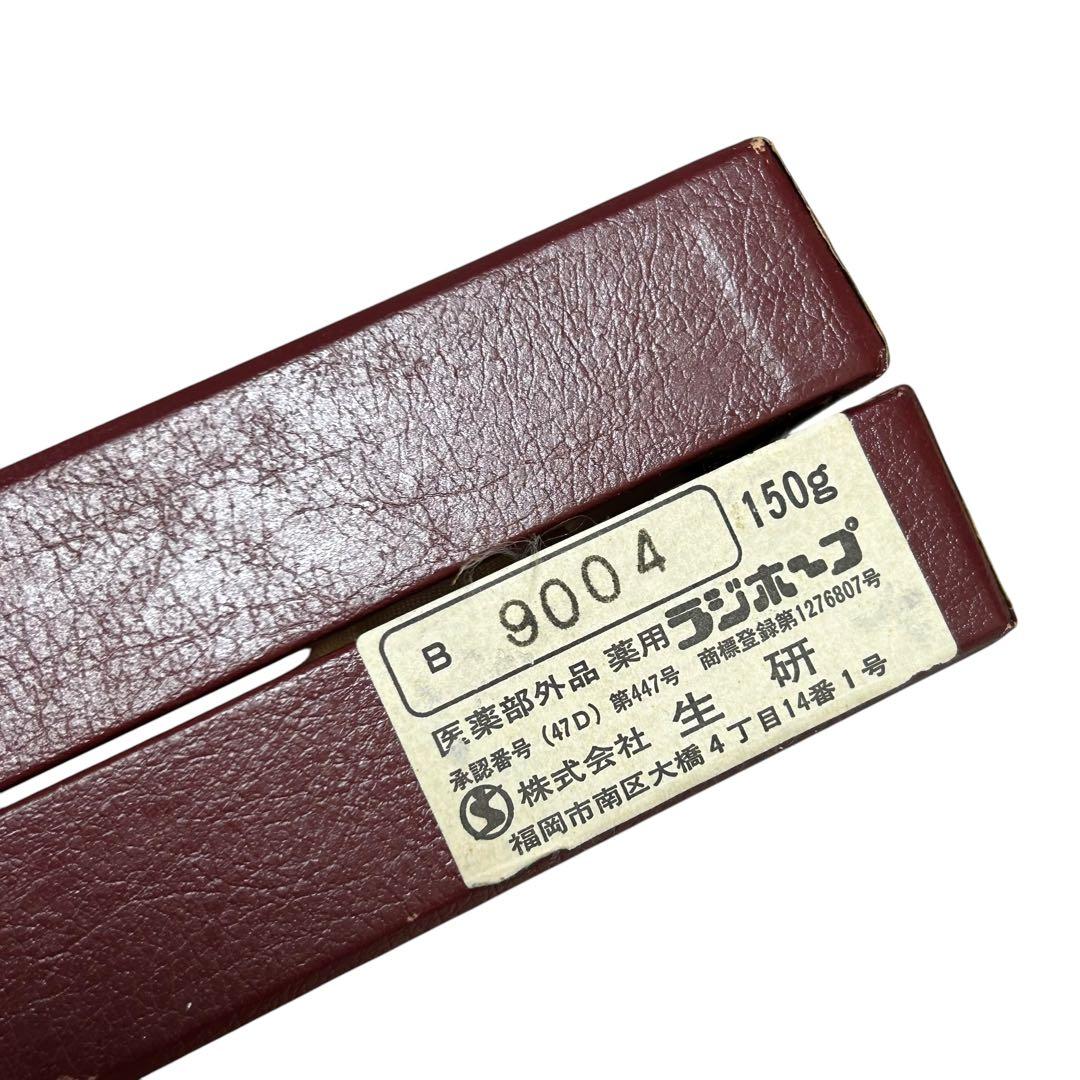 B 9004 150g
医薬部外品 薬用 ラジホープ
承認番号（47D）第447号 商標登録第1276807号
S 株式会社 生研
福岡市南区大橋4丁目14番1号